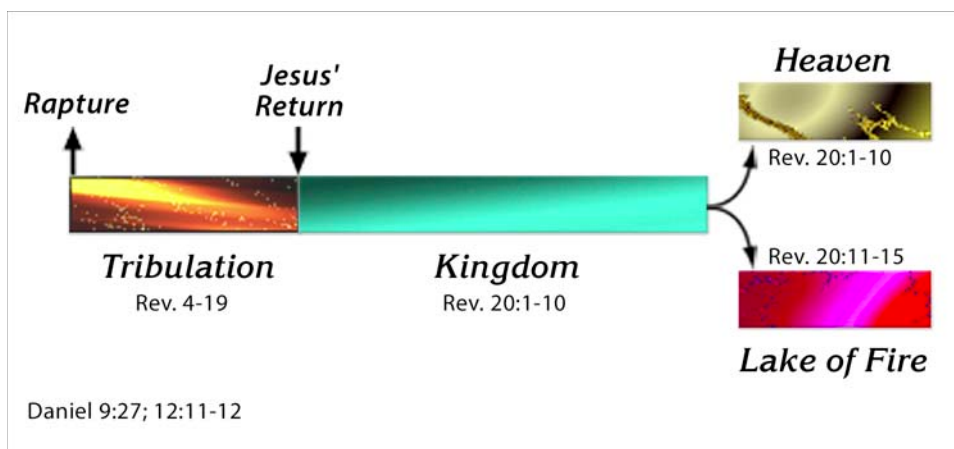 Rapture
Jesus'
Return
Heaven
Rev. 20:1-10
Tribulation
Rev. 4-19
Kingdom
Rev. 20:1-10
Rev. 20:11-15
Lake of Fire
Daniel 9:27; 12:11-12